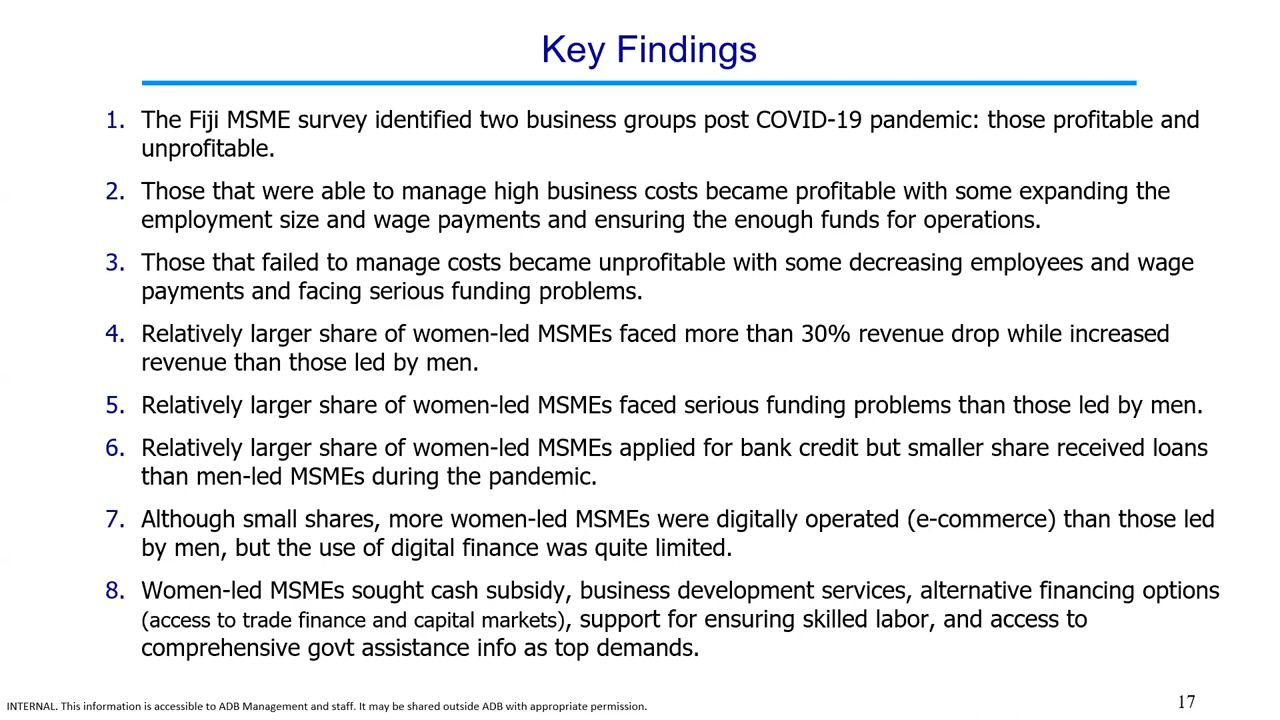 Key Findings
1. The Fiji MSME survey identified two business groups post COVID-19 pandemic: those profitable and
unprofitable.
2. Those that were able to manage high business costs became profitable with some expanding the
employment size and wage payments and ensuring the enough funds for operations.
3. Those that failed to manage costs became unprofitable with some decreasing employees and wage
payments and facing serious funding problems.
4. Relatively larger share of women-led MSMEs faced more than 30% revenue drop while increased
revenue than those led by men.
5. Relatively larger share of women-led MSMEs faced serious funding problems than those led by men.
6. Relatively larger share of women-led MSMEs applied for bank credit but smaller share received loans
than men-led MSMEs during the pandemic.
7. Although small shares, more women-led MSMEs were digitally operated (e-commerce) than those led
by men, but the use of digital finance was quite limited.
8. Women-led MSMEs sought cash subsidy, business development services, alternative financing options
(access to trade finance and capital markets), support for ensuring skilled labor, and access to
comprehensive govt assistance info as top demands.
INTERNAL. This information is accessible to ADB Management and staff. It may be shared outside ADB with appropriate permission.
17